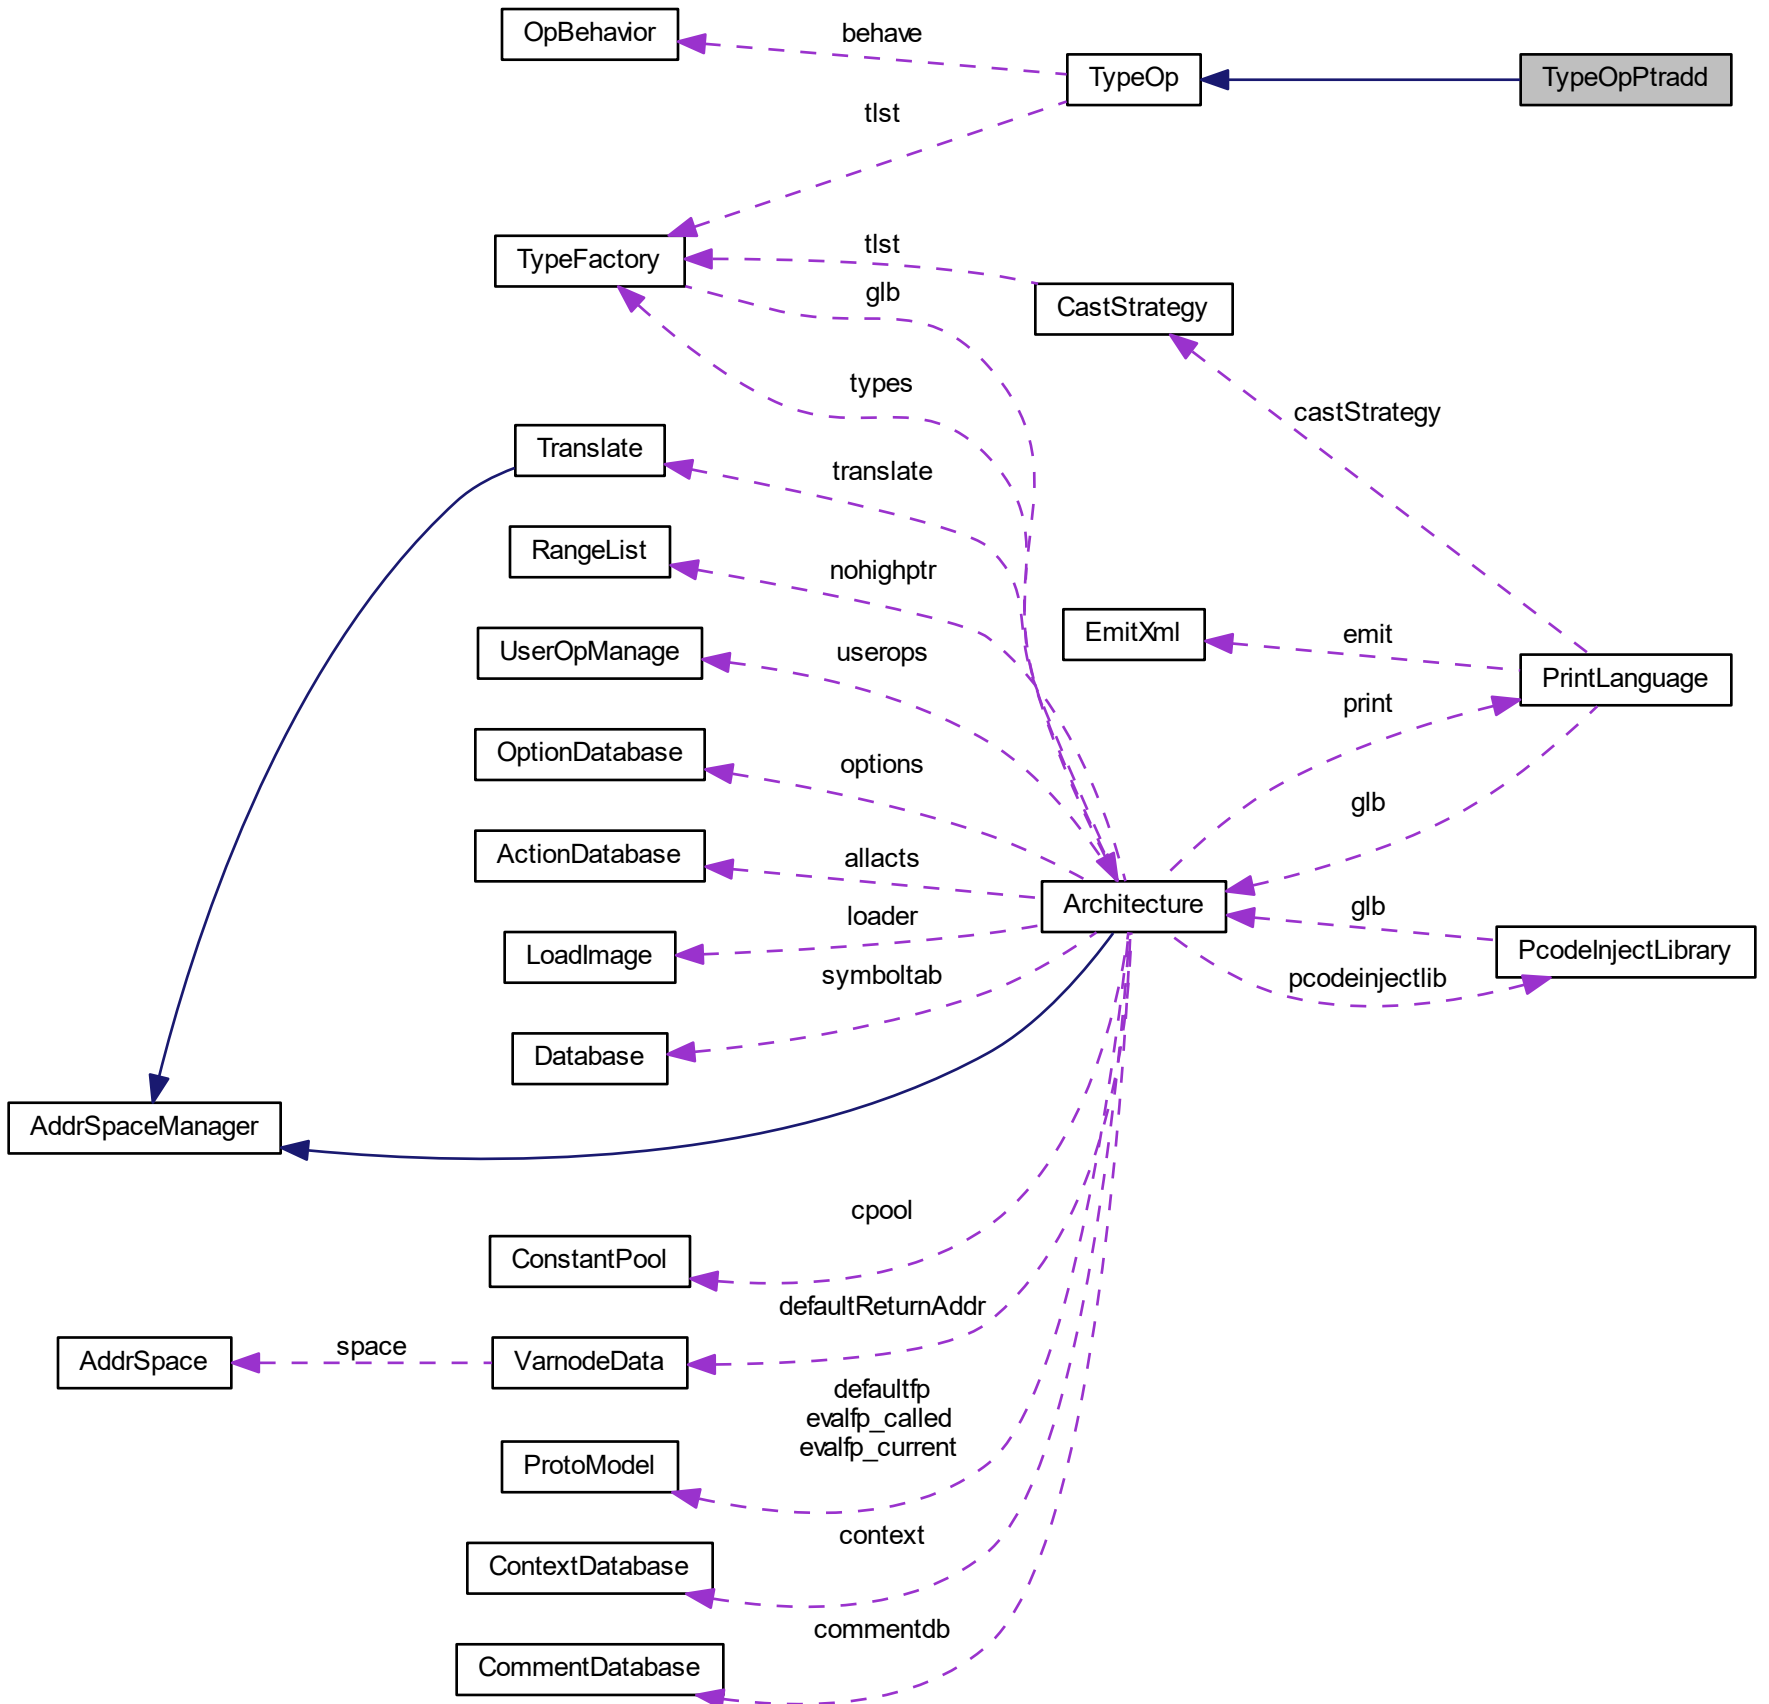 OpBehavior
behave
TypeOp
TypeOpPtradd
tlst
TypeFactory
tlst
glb
CastStrategy
types
castStrategy
Translate
translate
RangeList
nohighptr
EmitXml
emit
UserOpManage
userops
PrintLanguage
print
OptionDatabase
options
glb
ActionDatabase
allacts
Architecture
glb
LoadImage
loader
PcodeInjectLibrary
symboltab
pcodeinjectlib
Database
AddrSpaceManager
cpool
ConstantPool
defaultReturnAddr
AddrSpace
space
VarnodeData
defaultfp
evalfp_called
evalfp_current
ProtoModel
context
ContextDatabase
commentdb
CommentDatabase